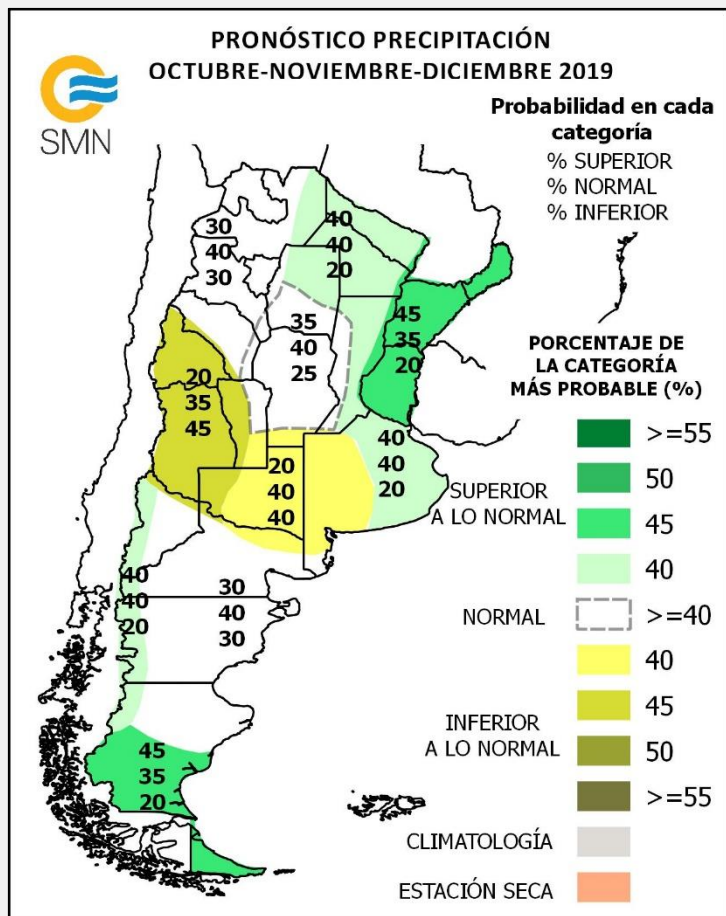 PRONÓSTICO PRECIPITACIÓN
OCTUBRE-NOVIEMBRE-DICIEMBRE 2019
SMN
Probabilidad en cada
categoría
% SUPERIOR
% NORMAL
% INFERIOR
30
40
30
40
40
20
35
40
25
45
35
20
20
35
45
20
40
40
40
40
20
40
40
20
30
40
30
45
35
20
PORCENTAJE DE
LA CATEGORÍA
MÁS PROBABLE (%)
SUPERIOR
A LO NORMAL
>=55
50
45
40
NORMAL
>=40
INFERIOR
A LO NORMAL
40
45
50
>=55
CLIMATOLOGÍA
ESTACIÓN SECA